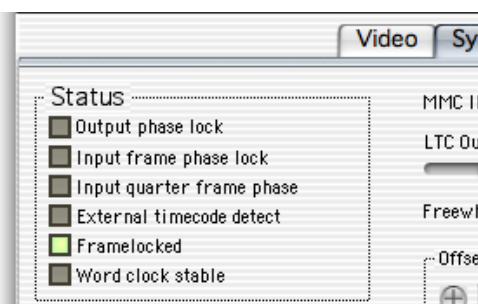 Video
Status
Output phase lock
Input frame phase lock
Input quarter frame phase
External timecode detect
Framelocked
Word clock stable
MMC
LTC